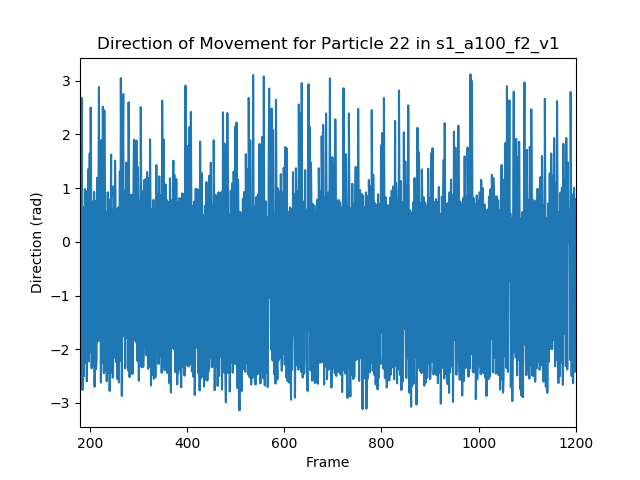 Direction of Movement for Particle 22 in s1_a100_f2_v1
3
2
1
0
−1
−2
−3
Direction (rad)
200 400 600 800 1000 1200
Frame